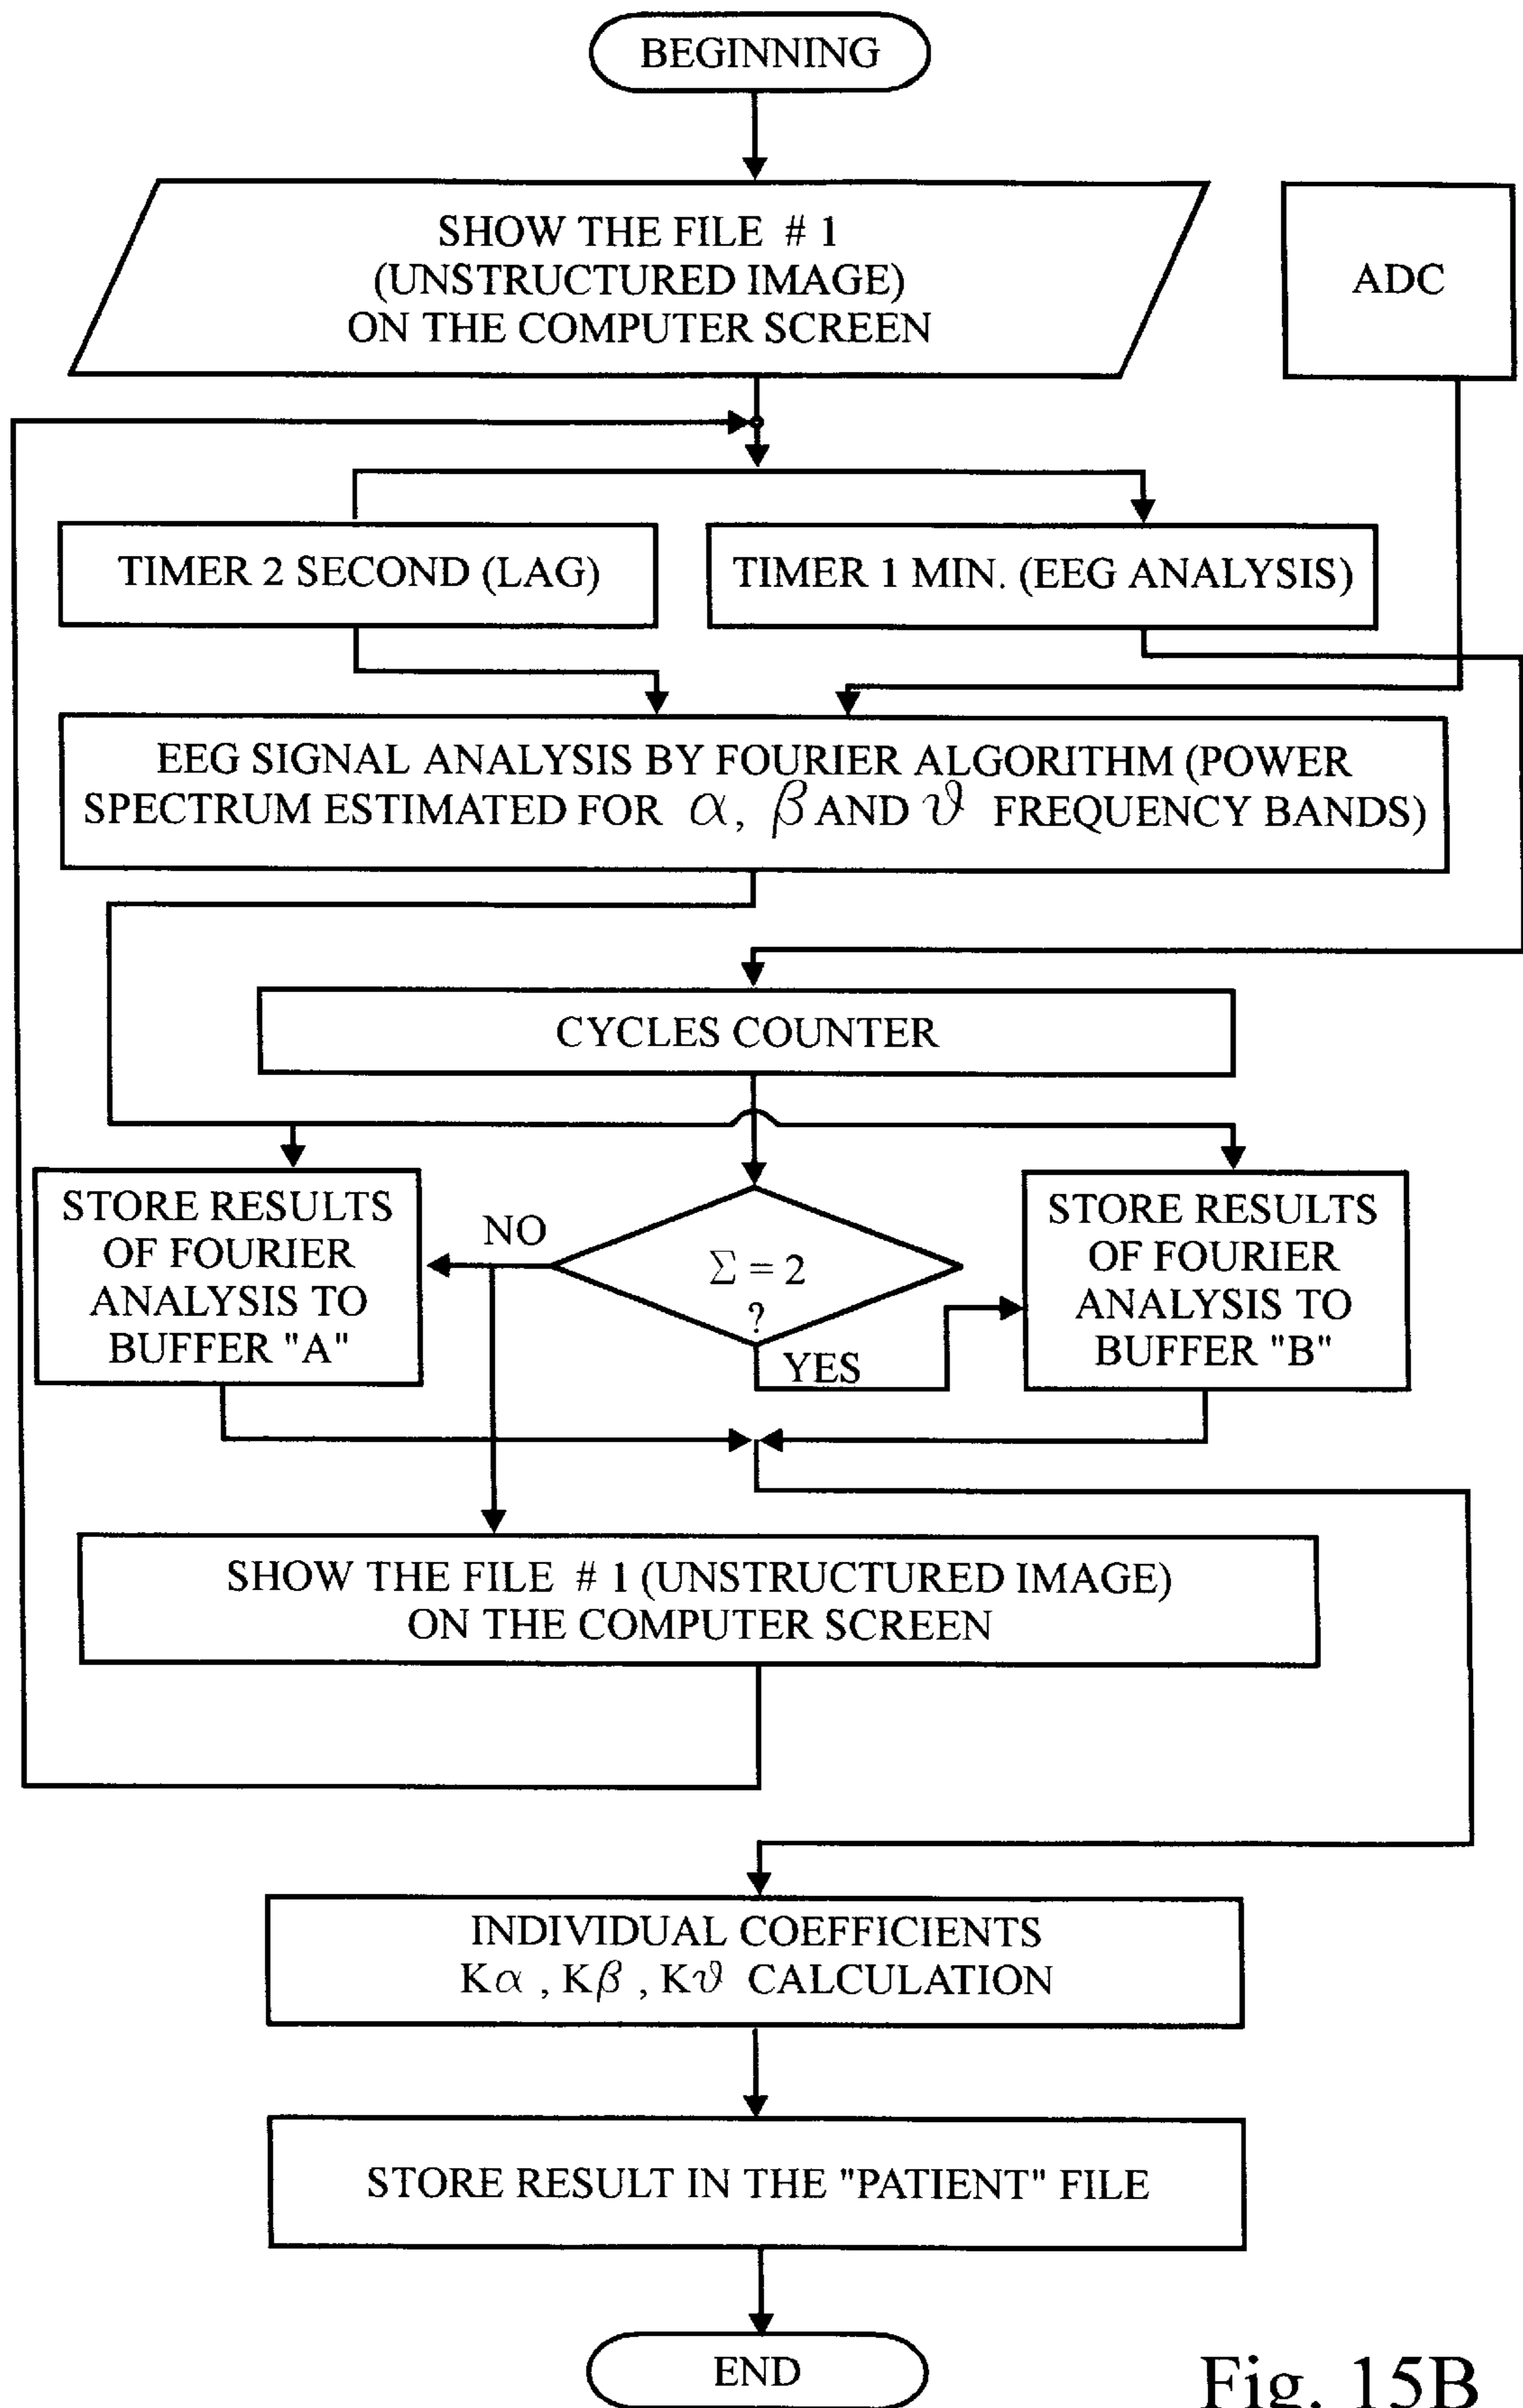 BEGINNING
SHOW THE FILE # 1
(UNSTRUCTURED IMAGE)
ON THE COMPUTER SCREEN
ADC
TIMER 2 SECOND (LAG)
TIMER 1 MIN. (EEG ANALYSIS)
EEG SIGNAL ANALYSIS BY FOURIER ALGORITHM (POWER
SPECTRUM ESTIMATED FOR α, β AND ϑ FREQUENCY BANDS)
CYCLES COUNTER
STORE RESULTS
OF FOURIER
ANALYSIS TO
BUFFER "A"
NO
Σ = 2
?
YES
STORE RESULTS
OF FOURIER
ANALYSIS TO
BUFFER "B"
SHOW THE FILE # 1 (UNSTRUCTURED IMAGE)
ON THE COMPUTER SCREEN
INDIVIDUAL COEFFICIENTS
Kα , Kβ , Kϑ CALCULATION
STORE RESULT IN THE "PATIENT" FILE
END
Fig. 15B